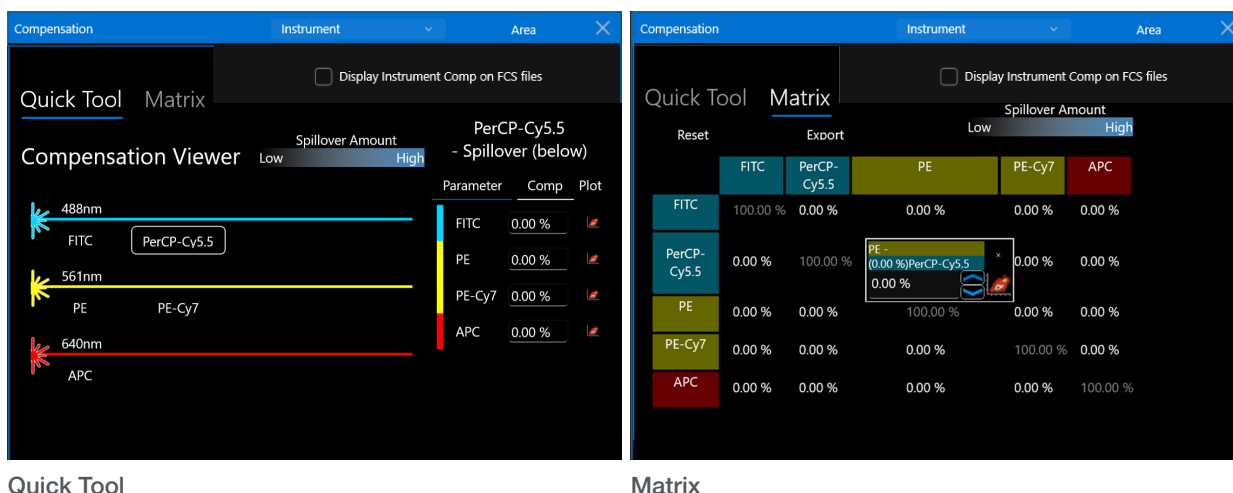 Compensation Instrument Area
Display Instrument Comp on FCS files
Quick Tool Matrix
Compensation Viewer
Spillover Amount
Low High
PerCP-Cy5.5
- Spillover (below)
Parameter Comp Plot
488nm
FITC PerCP-Cy5.5
561nm
PE PE-Cy7
640nm
APC
FITC 0.00 %
PE 0.00 %
PE-Cy7 0.00 %
APC 0.00 %
Quick Tool
Compensation Instrument Area
Display Instrument Comp on FCS files
Quick Tool Matrix
Spillover Amount
Low High
Reset Export
FITC PerCP-
Cy5.5 PE PE-Cy7 APC
FITC 100.00 % 0.00 % 0.00 % 0.00 % 0.00 %
PerCP-
Cy5.5 0.00 % 100.00 % 0.00 % 0.00 %
PE -
(0.00 %)PerCP-Cy5.5
0.00 %
PE 0.00 % 0.00 % 100.00 % 0.00 % 0.00 %
PE-Cy7 0.00 % 0.00 % 0.00 % 100.00 % 0.00 %
APC 0.00 % 0.00 % 0.00 % 0.00 % 100.00 %
Matrix